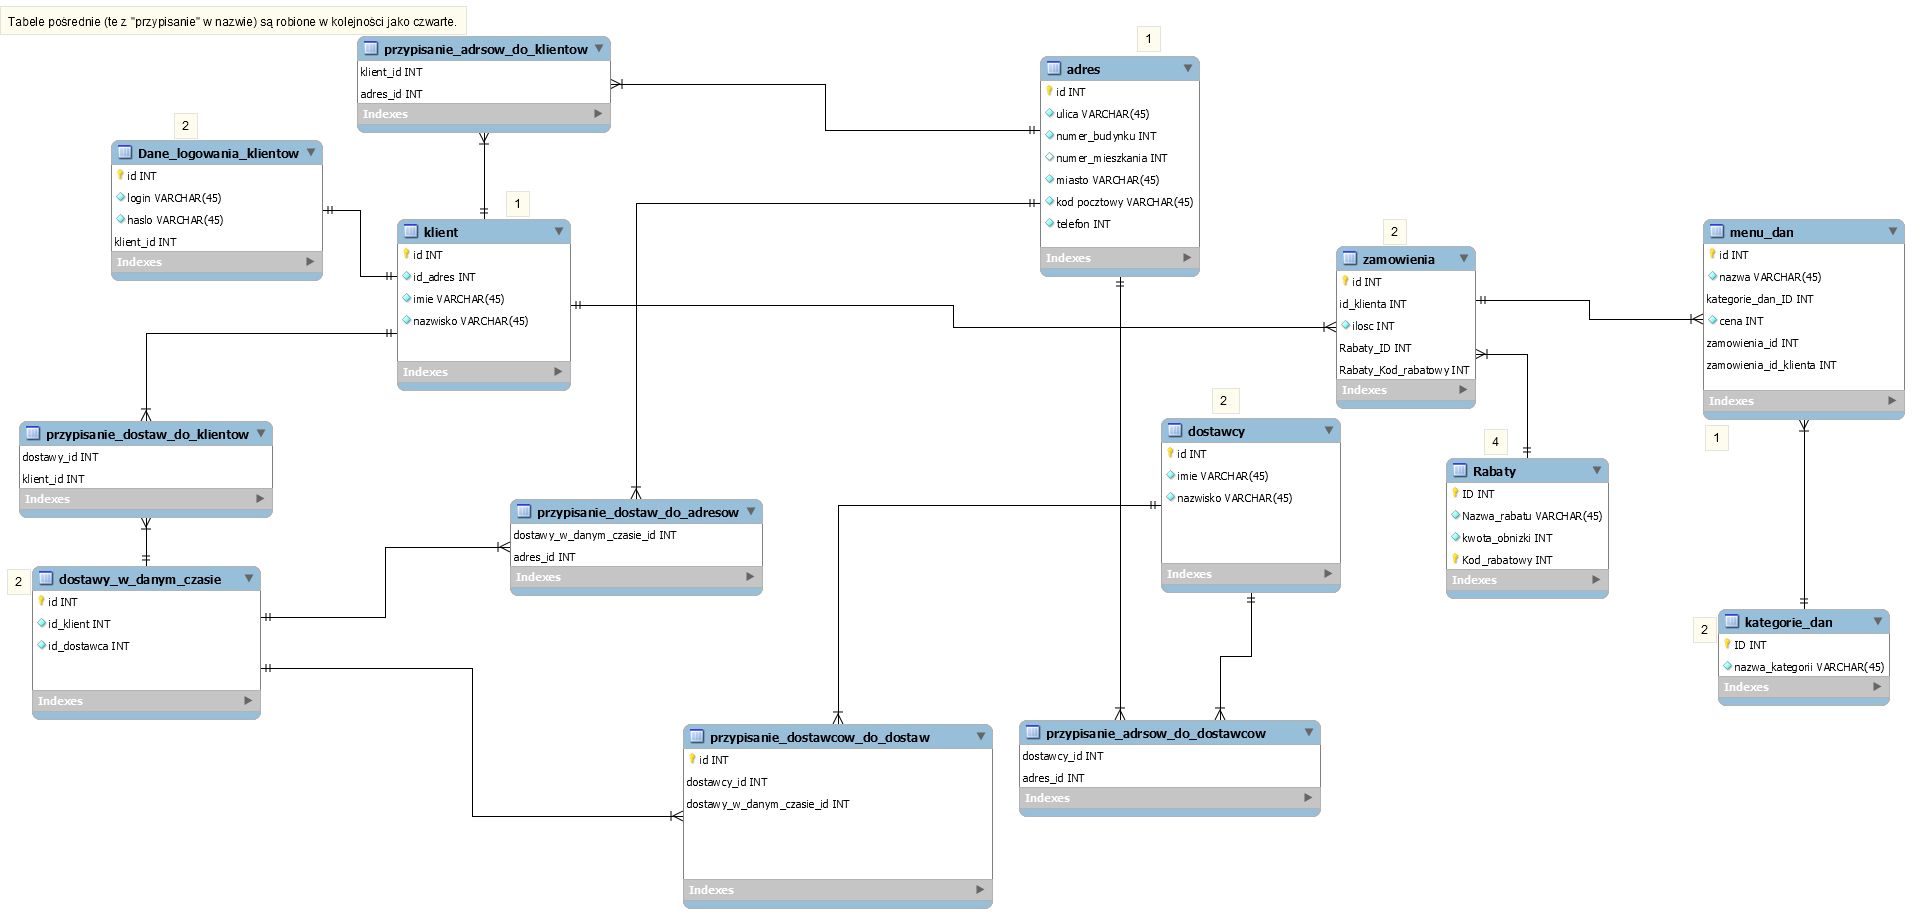 Tabele pośrednie (te z "przypisanie" w nazwie) są robione w kolejności jako czwarte.
przypisanie_adrsow_do_klientow
klient_id INT
adres_id INT
Indexes
1
adres
id INT
ulica VARCHAR(45)
numer_budynku INT
numer_mieszkania INT
miasto VARCHAR(45)
kod pocztowy VARCHAR(45)
telefon INT
Indexes
2
Dane_logowania_klientow
id INT
login VARCHAR(45)
haslo VARCHAR(45)
klient_id INT
Indexes
1
klient
id INT
id_adres INT
imie VARCHAR(45)
nazwisko VARCHAR(45)
Indexes
2
zamowienia
id INT
id_klienta INT
ilosc INT
Rabaty_ID INT
Rabaty_Kod_rabatowy INT
Indexes
menu_dan
id INT
nazwa VARCHAR(45)
kategorie_dan_ID INT
cena INT
zamowienia_id INT
zamowienia_id_klienta INT
Indexes
1
przypisanie_dostaw_do_klientow
dostawy_id INT
klient_id INT
Indexes
przypisanie_dostaw_do_adresow
dostawy_w_danym_czasie_id INT
adres_id INT
Indexes
2
dostawcy
id INT
imie VARCHAR(45)
nazwisko VARCHAR(45)
Indexes
4
Rabaty
ID INT
Nazwa_rabatu VARCHAR(45)
kwota_obnizki INT
Kod_rabatowy INT
Indexes
2
dostawy_w_danym_czasie
id INT
id_klient INT
id_dostawca INT
Indexes
2
kategorie_dan
ID INT
nazwa_kategorii VARCHAR(45)
Indexes
przypisanie_dostawcow_do_dostaw
id INT
dostawcy_id INT
dostawy_w_danym_czasie_id INT
Indexes
przypisanie_adrsow_do_dostawcow
dostawcy_id INT
adres_id INT
Indexes